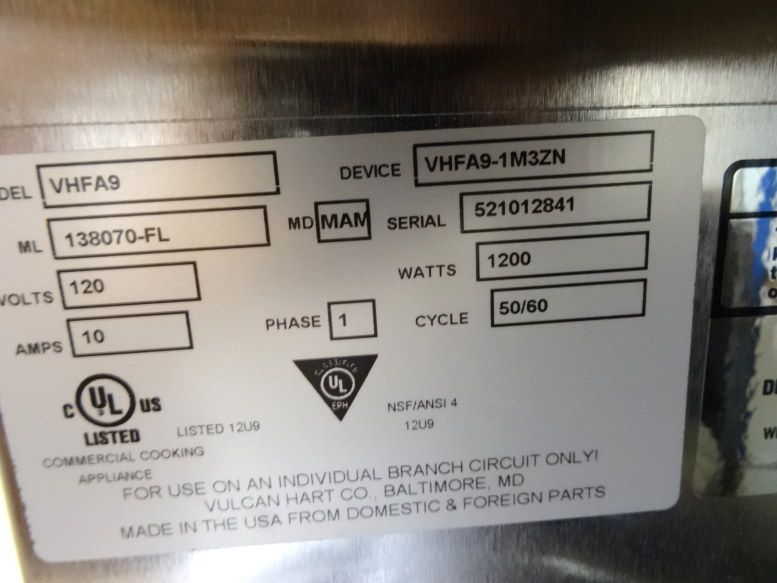 DEL VHFA9 DEVICE VHFA9-1M3ZN
ML 138070-FL MD MAM SERIAL 521012841
VOLTS 120 WATTS 1200
AMPS 10 PHASE 1 CYCLE 50/60
CLASSIFIED
UL
EPH
C UL US
LISTED
LISTED 12U9
NSF/ANSI 4
12U9
COMMERCIAL COOKING
APPLIANCE
FOR USE ON AN INDIVIDUAL BRANCH CIRCUIT ONLY!
VULCAN HART CO., BALTIMORE, MD
MADE IN THE USA FROM DOMESTIC & FOREIGN PARTS